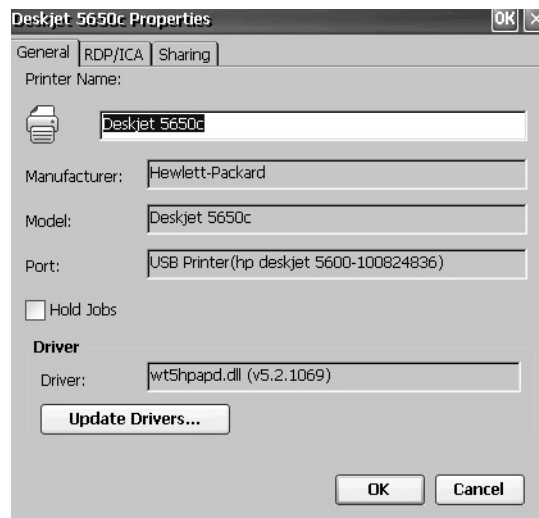 Deskjet 5650c Properties OK ×
General RDP/ICA Sharing
Printer Name:
Deskjet 5650c
Manufacturer: Hewlett-Packard
Model: Deskjet 5650c
Port: USB Printer(hp deskjet 5600-100824836)
Hold Jobs
Driver
Driver: wt5hpapd.dll (v5.2.1069)
Update Drivers...
OK Cancel